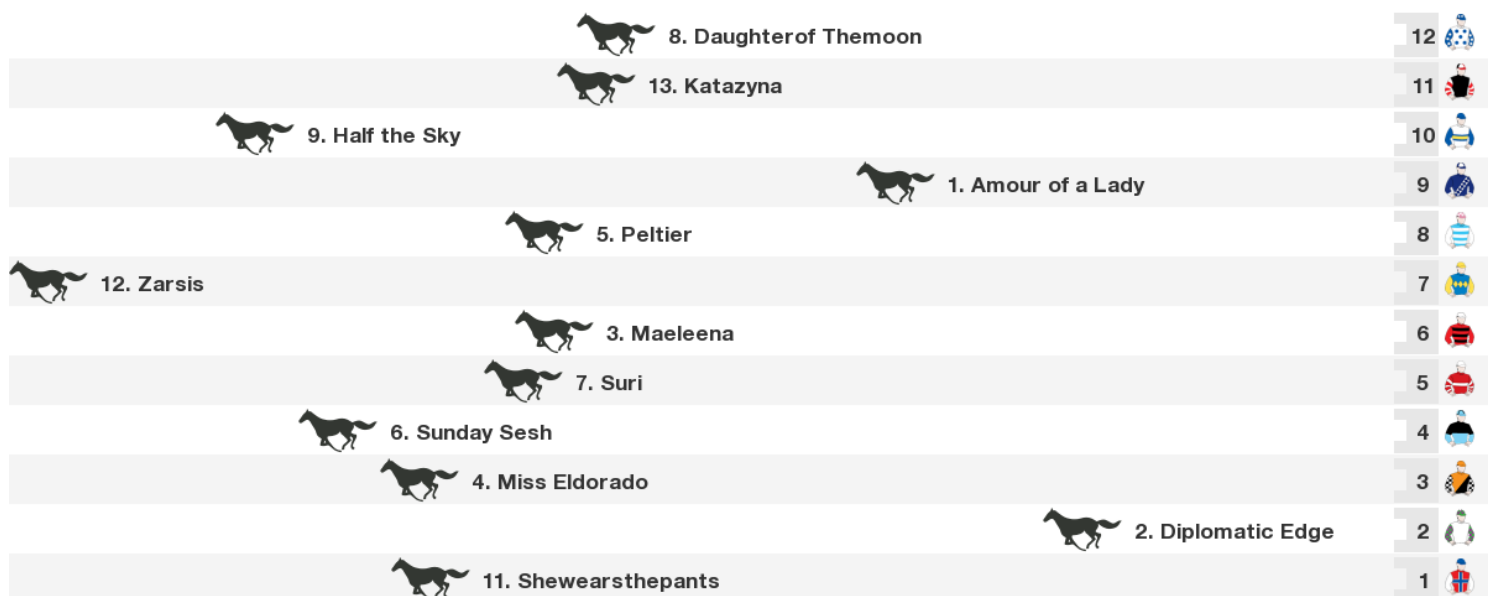 8. Daughterof Themoon 12
13. Katazyna 11
9. Half the Sky 10
1. Amour of a Lady 9
5. Peltier 8
12. Zarsis 7
3. Maeleena 6
7. Suri 5
6. Sunday Sesh 4
4. Miss Eldorado 3
2. Diplomatic Edge 2
11. Shewearsthepants 1